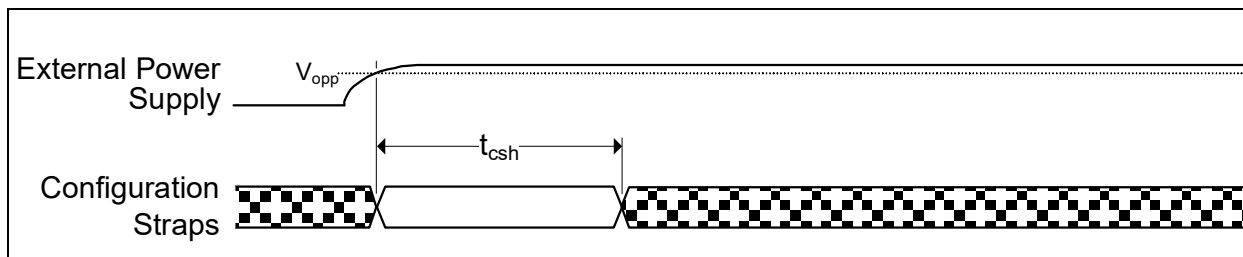 External Power
Supply
Vopp
tcsh
Configuration
Straps